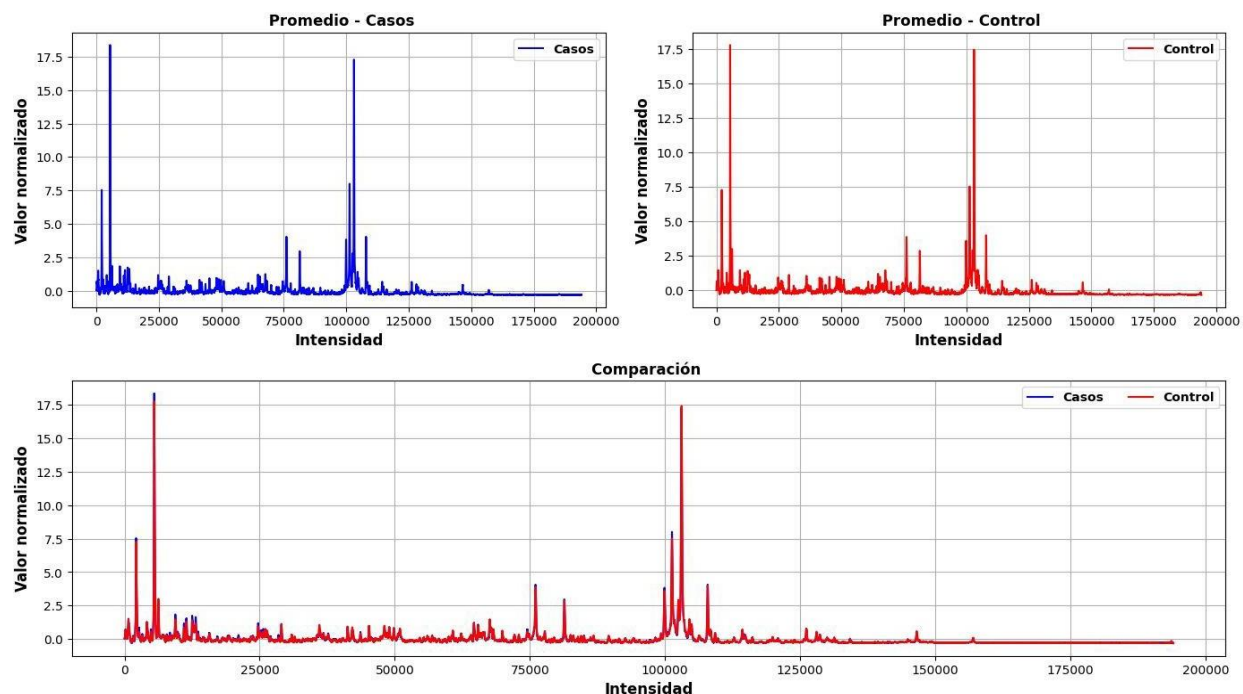 Promedio - Casos
Casos
Valor normalizado
17.5
15.0
12.5
10.0
7.5
5.0
2.5
0.0
0 25000 50000 75000 100000 125000 150000 175000 200000
Intensidad
Promedio - Control
Control
Valor normalizado
17.5
15.0
12.5
10.0
7.5
5.0
2.5
0.0
0 25000 50000 75000 100000 125000 150000 175000 200000
Intensidad
Comparación
Casos Control
Valor normalizado
17.5
15.0
12.5
10.0
7.5
5.0
2.5
0.0
0 25000 50000 75000 100000 125000 150000 175000 200000
Intensidad